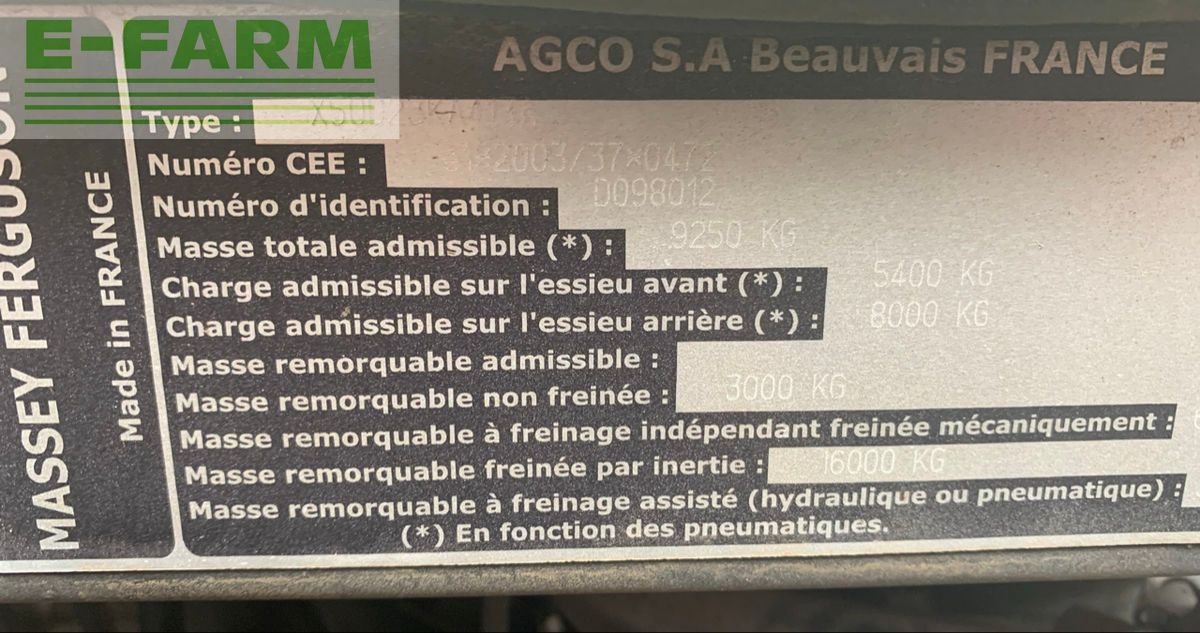 E-FARM
AGCO S.A Beauvais FRANCE
MASSEY FERGUSON
Made in FRANCE
Type :
Numéro CEE : 2003/37*0472
Numéro d'identification : D098012
Masse totale admissible (*) : 9250 KG
Charge admissible sur l'essieu avant (*) : 5400 KG
Charge admissible sur l'essieu arrière (*) : 8000 KG
Masse remorquable admissible :
Masse remorquable non freinée : 3000 KG
Masse remorquable à freinage indépendant freinée mécaniquement :
Masse remorquable freinée par inertie : 16000 KG
Masse remorquable à freinage assisté (hydraulique ou pneumatique) :
(*) En fonction des pneumatiques.